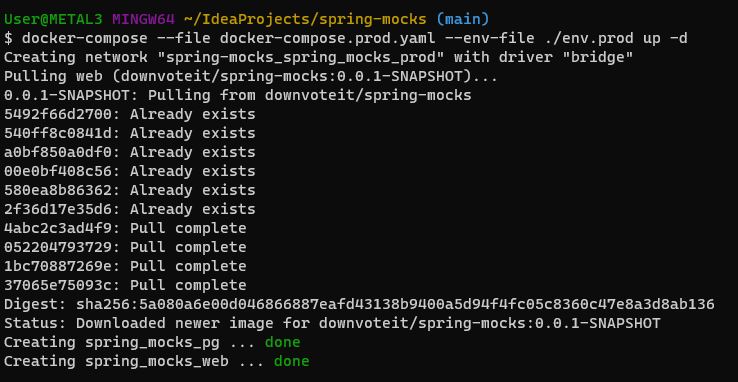 User@METAL3 MINGW64 ~/IdeaProjects/spring-mocks (main)
$ docker-compose --file docker-compose.prod.yaml --env-file ./env.prod up -d
Creating network "spring-mocks_spring_mocks_prod" with driver "bridge"
Pulling web (downvoteit/spring-mocks:0.0.1-SNAPSHOT)...
0.0.1-SNAPSHOT: Pulling from downvoteit/spring-mocks
5492f66d2700: Already exists
540ff8c0841d: Already exists
a0bf850a0df0: Already exists
00e0bf408c56: Already exists
580ea8b86362: Already exists
2f36d17e35d6: Already exists
4abc2c3ad4f9: Pull complete
052204793729: Pull complete
1bc70887269e: Pull complete
37065e75093c: Pull complete
Digest: sha256:5a080a6e00d046866887eafd43138b9400a5d94f4fc05c8360c47e8a3d8ab136
Status: Downloaded newer image for downvoteit/spring-mocks:0.0.1-SNAPSHOT
Creating spring_mocks_pg ... done
Creating spring_mocks_web ... done